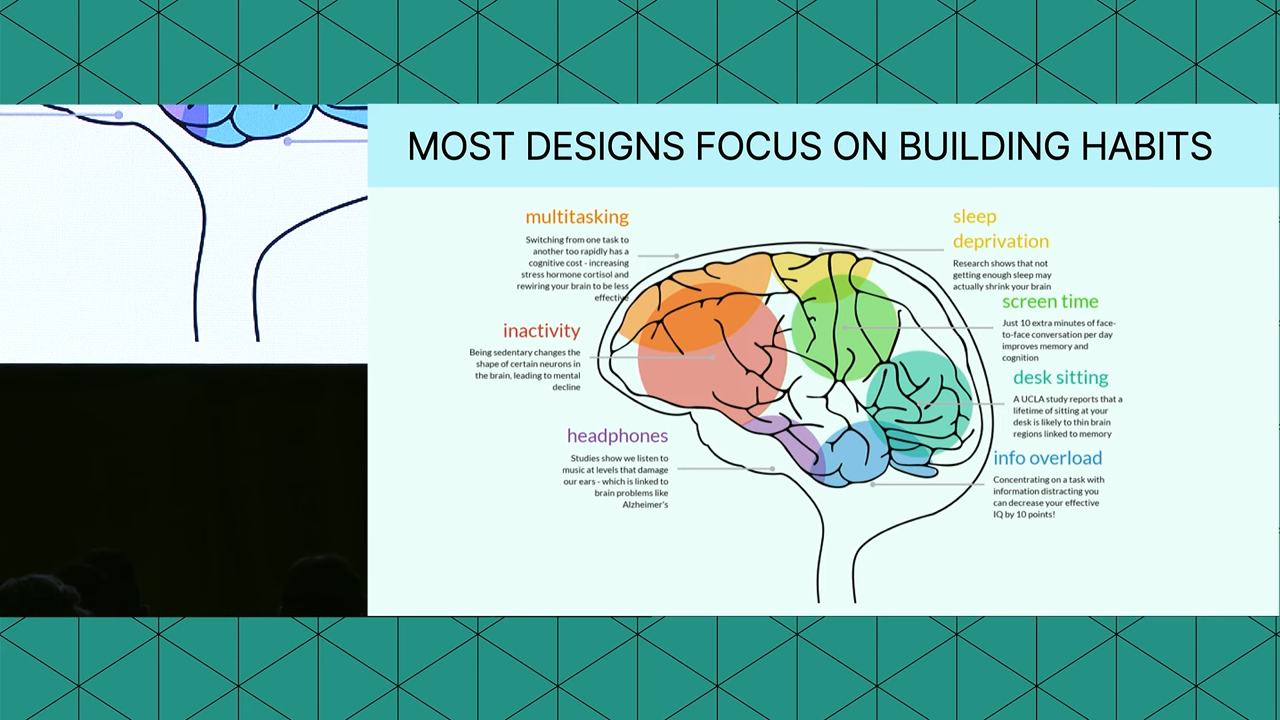 MOST DESIGNS FOCUS ON BUILDING HABITS
multitasking
Switching from one task to
another too rapidly has a
cognitive cost - increasing
stress hormone cortisol and
rewiring your brain to be less
effective
inactivity
Being sedentary changes the
shape of certain neurons in
the brain, leading to mental
decline
headphones
Studies show we listen to
music at levels that damage
our ears - which is linked to
brain problems like
Alzheimer's
sleep
deprivation
Research shows that not
getting enough sleep may
actually shrink your brain
screen time
Just 10 extra minutes of face-
to-face conversation per day
improves memory and
cognition
desk sitting
A UCLA study reports that a
lifetime of sitting at your
desk is likely to thin brain
regions linked to memory
info overload
Concentrating on a task with
information distracting you
can decrease your effective
IQ by 10 points!